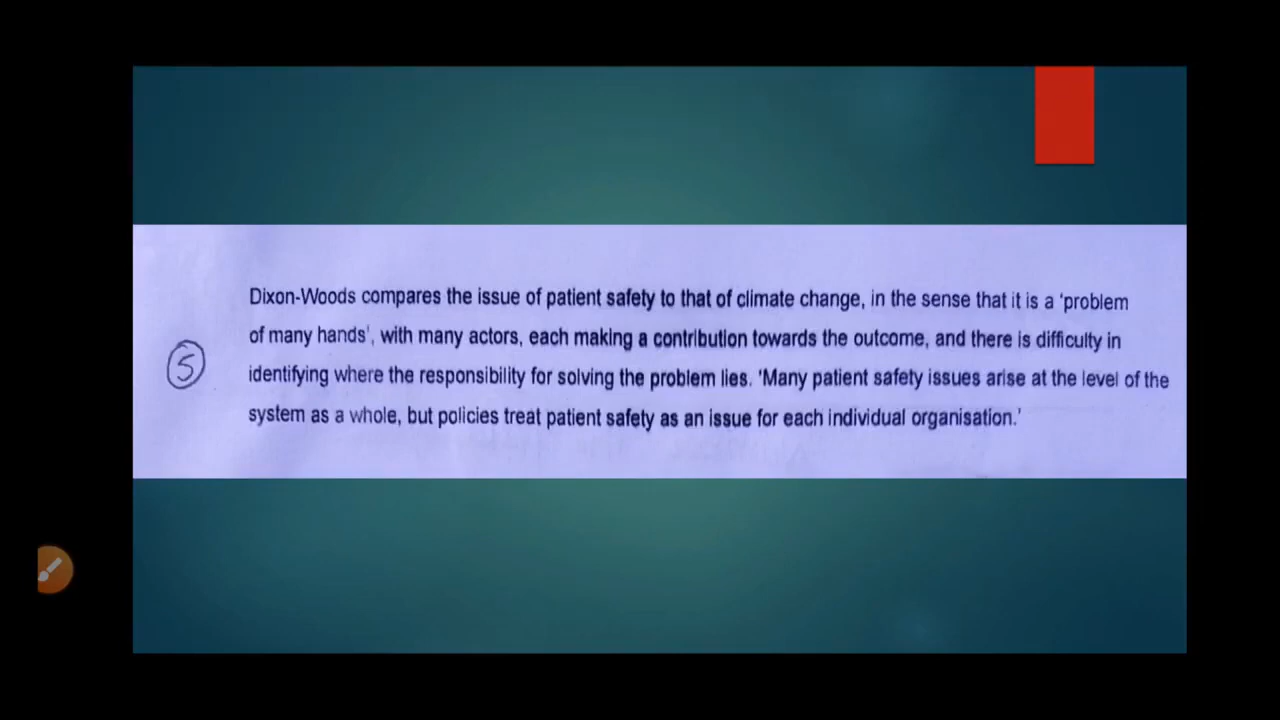 Dixon-Woods compares the issue of patient safety to that of climate change, in the sense that it is a 'problem
of many hands', with many actors, each making a contribution towards the outcome, and there is difficulty in
5
identifying where the responsibility for solving the problem lies. 'Many patient safety issues arise at the level of the
system as a whole, but policies treat patient safety as an issue for each individual organisation.'